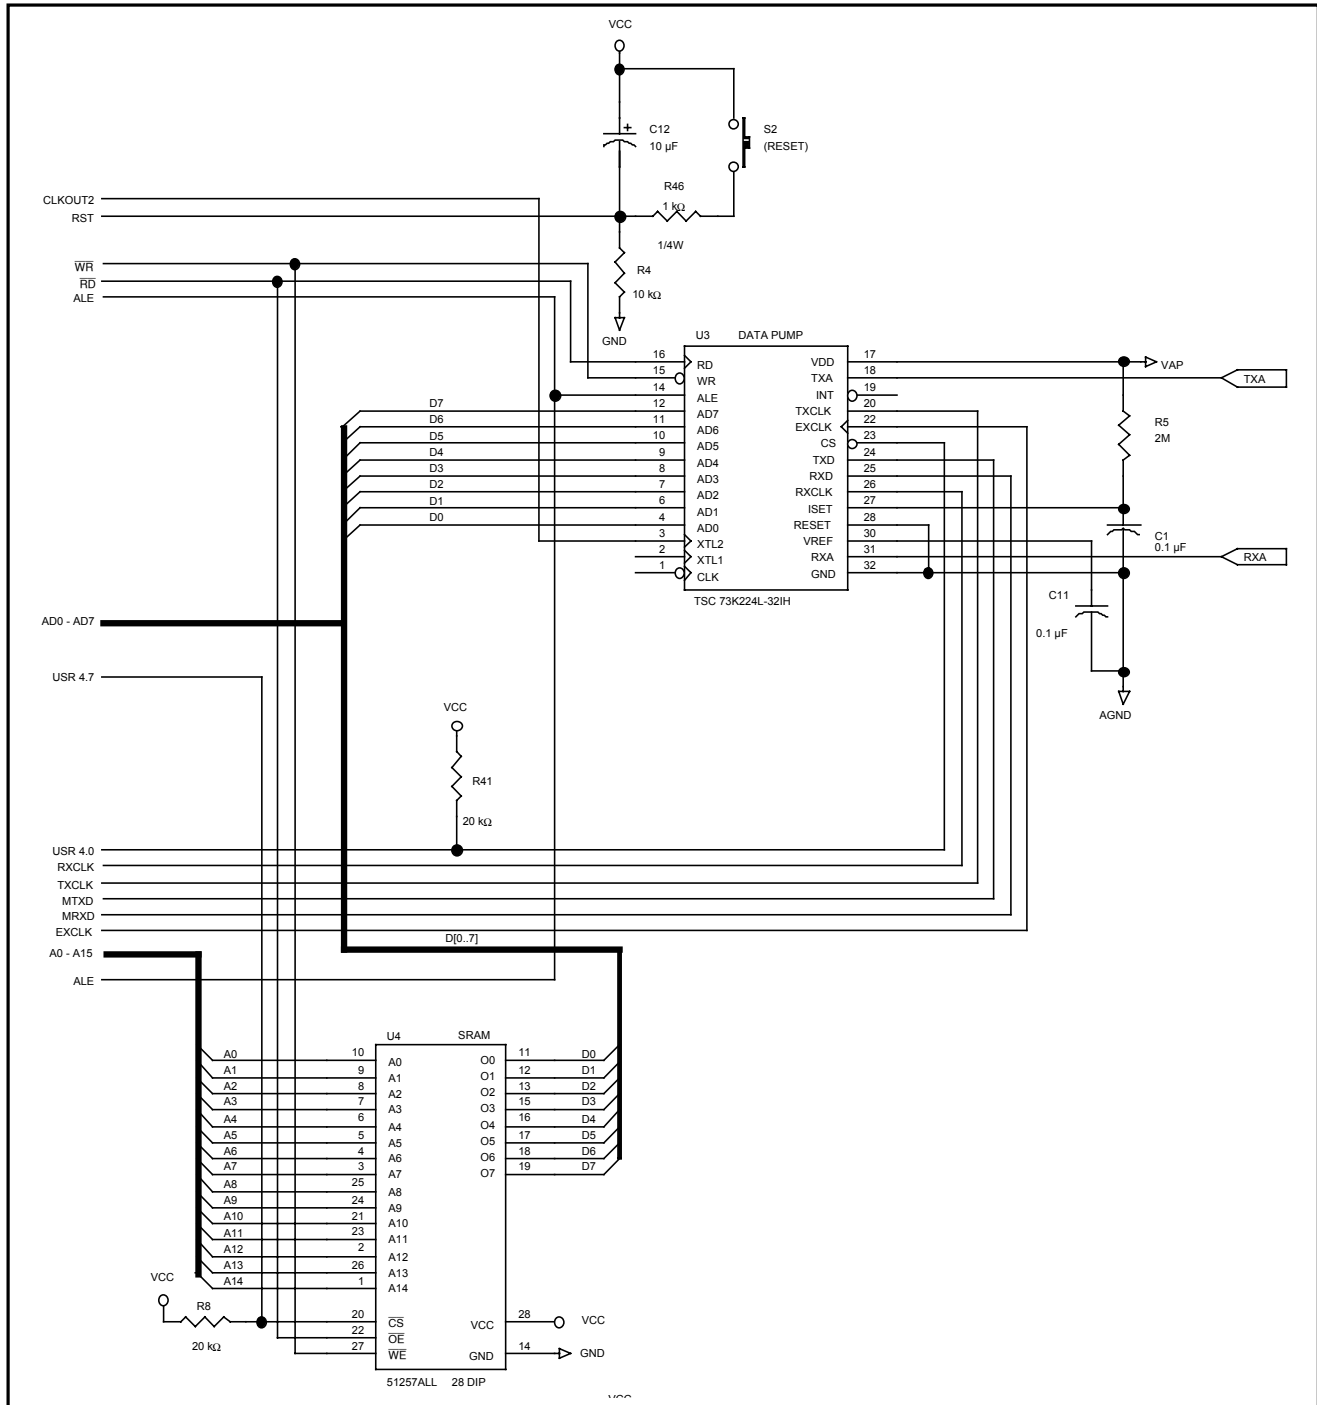 VCC
C12
10 µF
S2
(RESET)
R46
1 kΩ
1/4W
CLKOUT2
RST
WR
RD
ALE
R4
10 kΩ
GND
U3 DATA PUMP
16 RD
15 WR
14 ALE
D7 12 AD7
D6 11 AD6
D5 10 AD5
D4 9 AD4
D3 8 AD3
D2 7 AD2
D1 6 AD1
D0 4 AD0
3 XTL2
2 XTL1
1 CLK
VDD 17
TXA 18
INT 19
TXCLK 20
EXCLK 22
CS 23
TXD 24
RXD 25
RXCLK 26
ISET 27
RESET 28
VREF 30
RXA 31
GND 32
TSC 73K224L-32IH
VAP
TXA
R5
2M
C1
0.1 µF
RXA
C11
0.1 µF
AGND
AD0 - AD7
USR 4.7
VCC
R41
20 kΩ
USR 4.0
RXCLK
TXCLK
MTXD
MRXD
EXCLK
A0 - A15
ALE
D[0..7]
U4 SRAM
A0 10 A0
A1 9 A1
A2 8 A2
A3 7 A3
A4 6 A4
A5 5 A5
A6 4 A6
A7 3 A7
A8 25 A8
A9 24 A9
A10 21 A10
A11 23 A11
A12 2 A12
A13 26 A13
A14 1 A14
20 CS
22 OE
27 WE
O0 11 D0
O1 12 D1
O2 13 D2
O3 15 D3
O4 16 D4
O5 17 D5
O6 18 D6
O7 19 D7
VCC 28 VCC
GND 14 GND
VCC
R8
20 kΩ
51257ALL 28 DIP